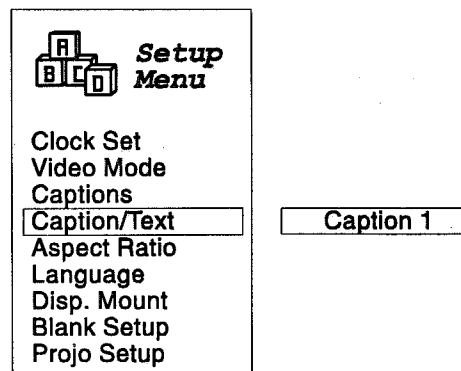 A
B C D
Setup
Menu
Clock Set
Video Mode
Captions
Caption/Text
Caption 1
Aspect Ratio
Language
Disp. Mount
Blank Setup
Projo Setup